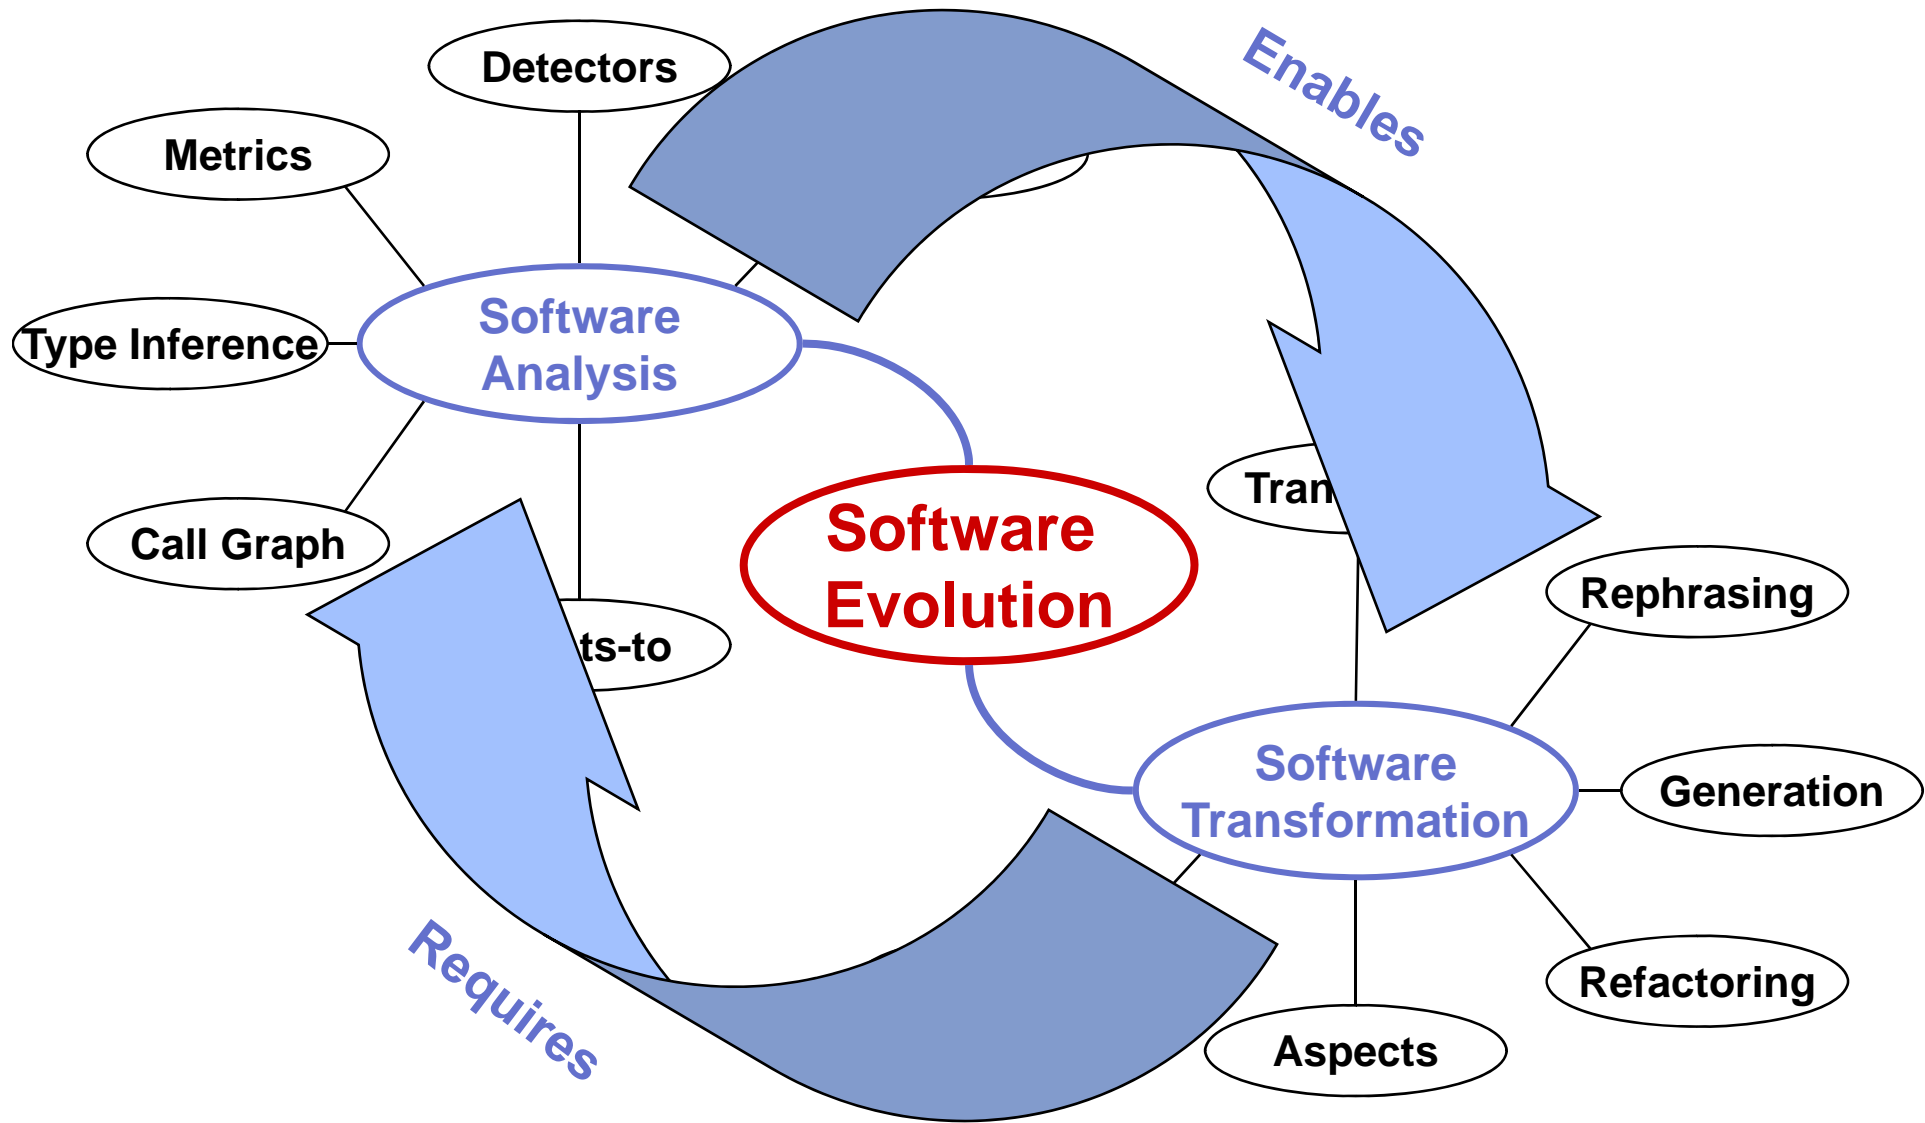 Detectors
Enables
Metrics
Software
Analysis
Type Inference
Tran
Software
Evolution
Call Graph
Rephrasing
ts-to
Software
Transformation
Generation
Requires
Refactoring
Aspects